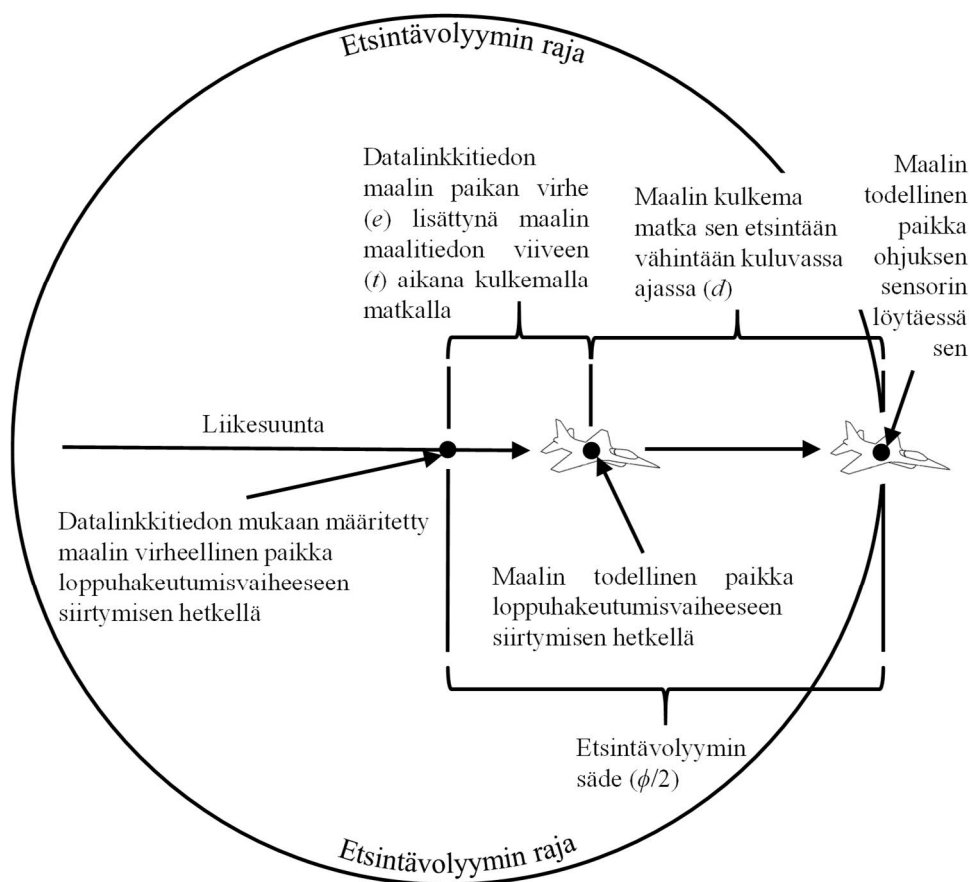 Etsintävolyymin raja
Datalinkkitiedon
maalin paikan virhe
(e) lisättynä maalin
maalitiedon viiveen
(t) aikana kulkemalla
matkalla
Maalin kulkema
matka sen etsintään
vähintään kuluvassa
ajassa (d)
Maalin
todellinen
paikka
ohjuksen
sensorin
löytäessä
sen
Liikesuunta
Datalinkkitiedon mukaan määritetty
maalin virheellinen paikka
loppuhakeutumisvaiheeseen
siirtymisen hetkellä
Maalin todellinen paikka
loppuhakeutumisvaiheeseen
siirtymisen hetkellä
Etsintävolyymin
säde (ϕ/2)
Etsintävolyymin raja